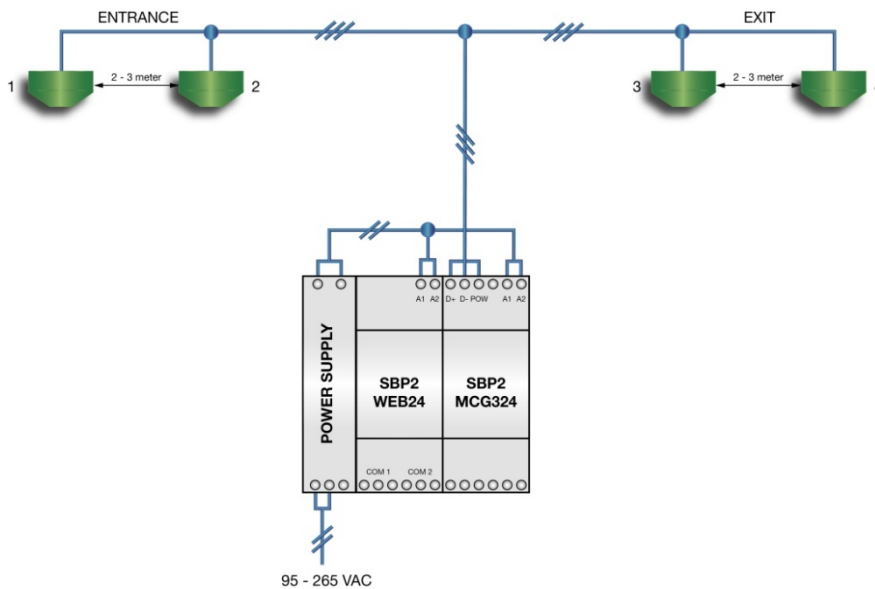 ENTRANCE
EXIT
1
2 - 3 meter
2
3
2 - 3 meter
A1 A2
D+ D- POW
A1 A2
POWER SUPPLY
SBP2
WEB24
SBP2
MCG324
COM 1
COM 2
95 - 265 VAC